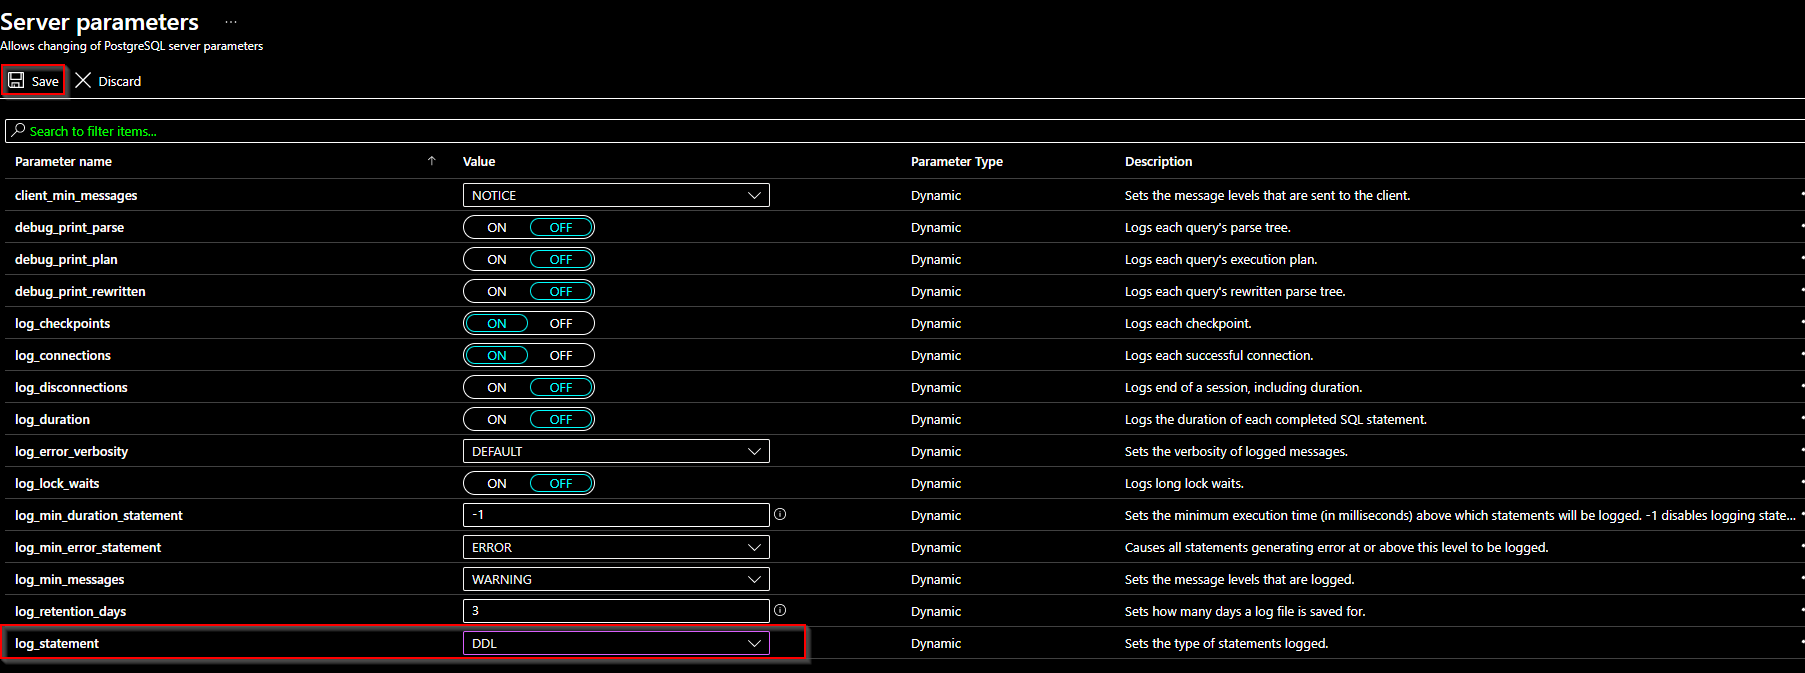 Server parameters ...
Allows changing of PostgreSQL server parameters
Save Discard
Search to filter items...
Parameter name ↑ Value Parameter Type Description
client_min_messages NOTICE Dynamic Sets the message levels that are sent to the client.
debug_print_parse ON OFF Dynamic Logs each query's parse tree.
debug_print_plan ON OFF Dynamic Logs each query's execution plan.
debug_print_rewritten ON OFF Dynamic Logs each query's rewritten parse tree.
log_checkpoints ON OFF Dynamic Logs each checkpoint.
log_connections ON OFF Dynamic Logs each successful connection.
log_disconnections ON OFF Dynamic Logs end of a session, including duration.
log_duration ON OFF Dynamic Logs the duration of each completed SQL statement.
log_error_verbosity DEFAULT Dynamic Sets the verbosity of logged messages.
log_lock_waits ON OFF Dynamic Logs long lock waits.
log_min_duration_statement -1 Dynamic Sets the minimum execution time (in milliseconds) above which statements will be logged. -1 disables logging state...
log_min_error_statement ERROR Dynamic Causes all statements generating error at or above this level to be logged.
log_min_messages WARNING Dynamic Sets the message levels that are logged.
log_retention_days 3 Dynamic Sets how many days a log file is saved for.
log_statement DDL Dynamic Sets the type of statements logged.